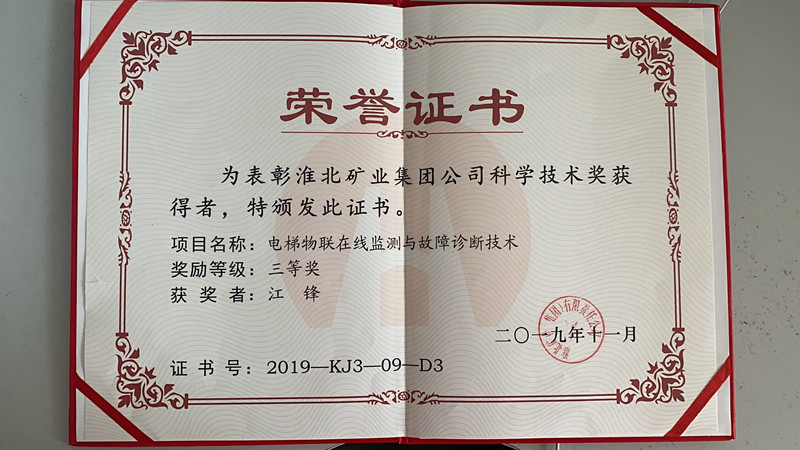 荣誉证书
为表彰淮北矿业集团公司科学技术奖获
得者，特颁发此证书。
项目名称：电梯物联在线监测与故障诊断技术
奖励等级：三等奖
获 奖 者：江 锋
二〇一九年十一月
证 书 号：2019—KJ3—09—D3